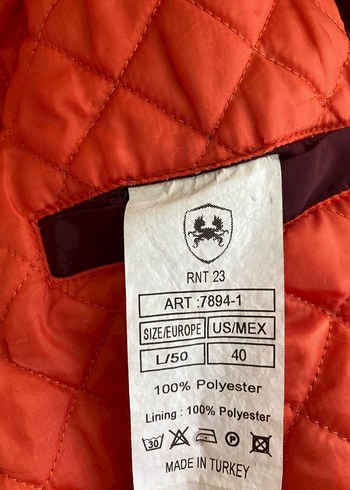 RNT 23
ART :7894-1
SIZE/EUROPE US/MEX
L/50 40
100% Polyester
Lining : 100% Polyester
30 P
MADE IN TURKEY